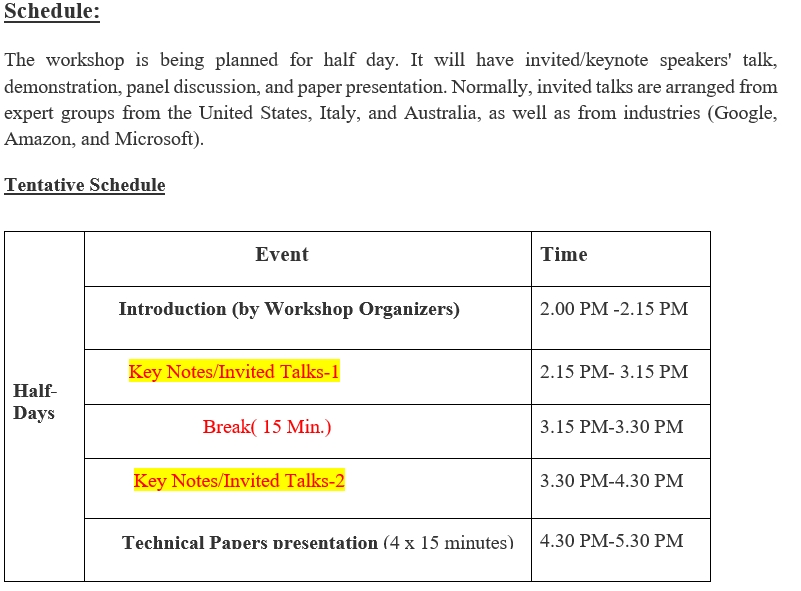 Schedule:
The workshop is being planned for half day. It will have invited/keynote speakers' talk,
demonstration, panel discussion, and paper presentation. Normally, invited talks are arranged from
expert groups from the United States, Italy, and Australia, as well as from industries (Google,
Amazon, and Microsoft).
Tentative Schedule
Event Time
Introduction (by Workshop Organizers) 2.00 PM -2.15 PM
Key Notes/Invited Talks-1 2.15 PM- 3.15 PM
Half-
Days
Break( 15 Min.) 3.15 PM-3.30 PM
Key Notes/Invited Talks-2 3.30 PM-4.30 PM
Technical Papers presentation (4 x 15 minutes) 4.30 PM-5.30 PM